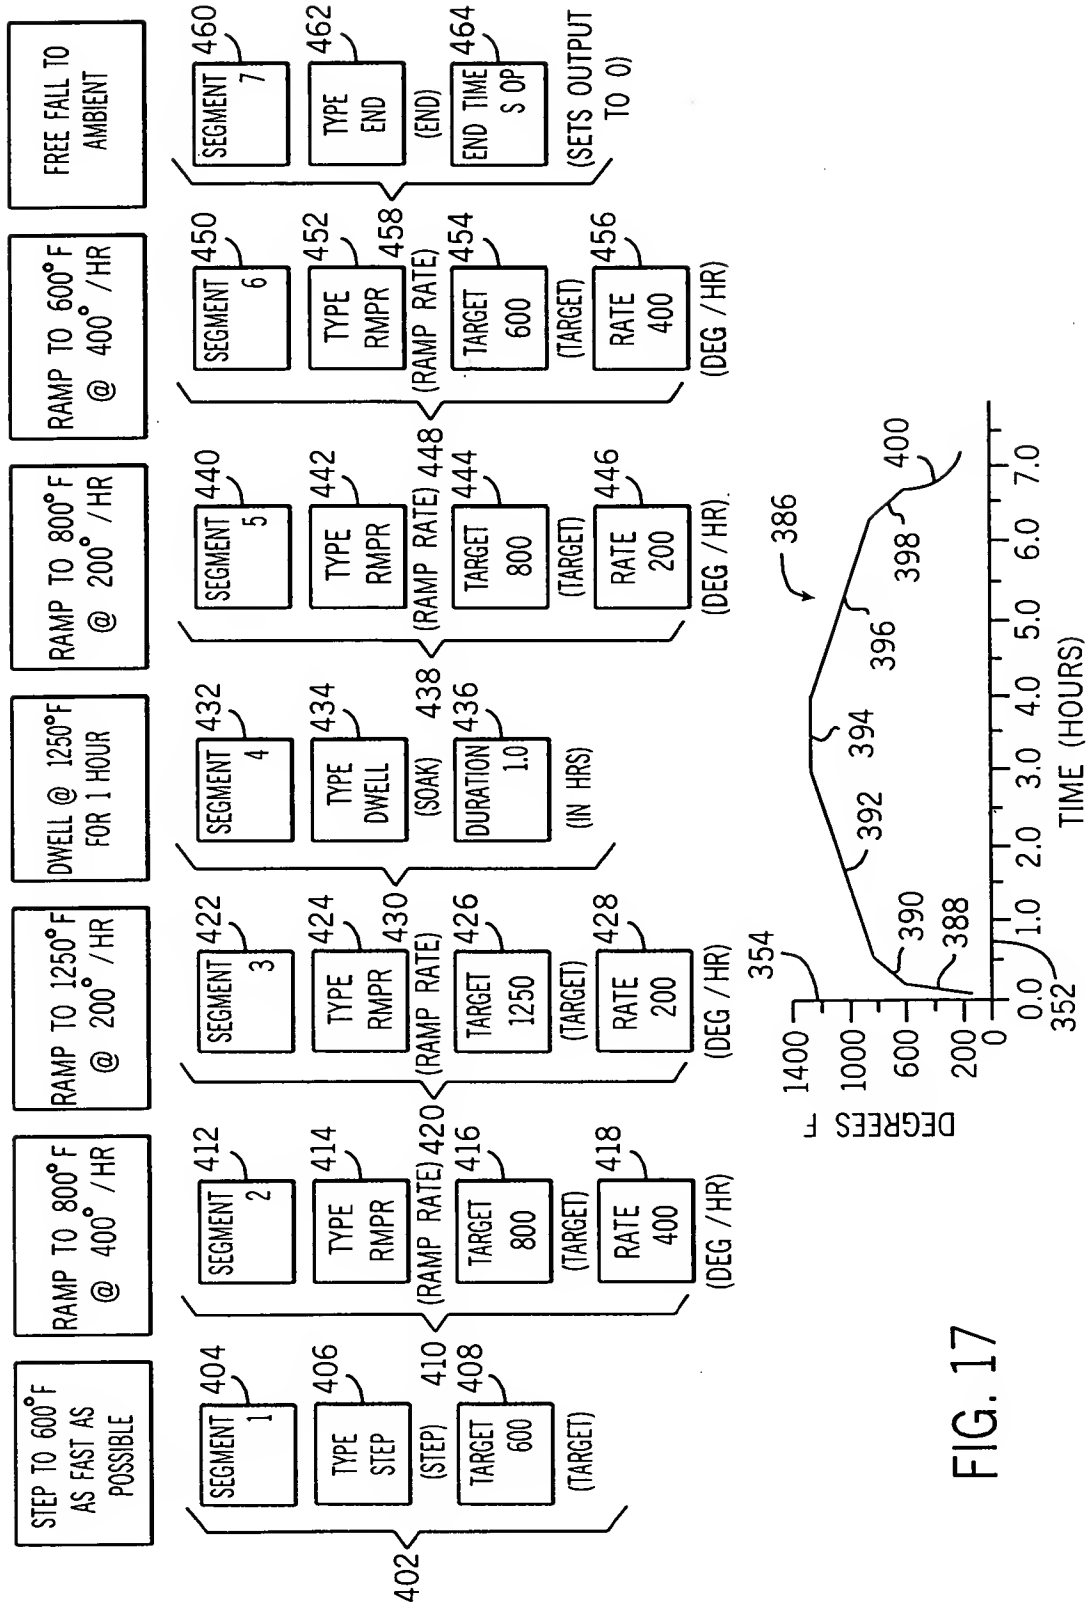 STEP TO 600°F
AS FAST AS
POSSIBLE
RAMP TO 800°F
@ 400° /HR
RAMP TO 1250°F
@ 200° /HR
DWELL @ 1250°F
FOR 1 HOUR
RAMP TO 800°F
@ 200° /HR
RAMP TO 600°F
@ 400° /HR
FREE FALL TO
AMBIENT
402
SEGMENT
1
404
TYPE
STEP
406
(STEP)
410
TARGET
600
408
(TARGET)
SEGMENT
2
412
TYPE
RMPR
414
(RAMP RATE)
420
TARGET
800
416
(TARGET)
RATE
400
418
(DEG /HR)
SEGMENT
3
422
TYPE
RMPR
424
(RAMP RATE)
430
TARGET
1250
426
(TARGET)
RATE
200
428
(DEG /HR)
SEGMENT
4
432
TYPE
DWELL
434
(SOAK)
438
DURATION
1.0
436
(IN HRS)
SEGMENT
5
440
TYPE
RMPR
442
(RAMP RATE)
448
TARGET
800
444
(TARGET)
RATE
200
446
(DEG /HR).
SEGMENT
6
450
TYPE
RMPR
452
(RAMP RATE)
458
TARGET
600
454
(TARGET)
RATE
400
456
(DEG /HR)
SEGMENT
7
460
TYPE
END
462
(END)
END TIME
S OP
464
(SETS OUTPUT
TO 0)
DEGREES F
1400
1000
600
200
0
354
386
388
390
392
394
396
398
400
0.0
1.0
2.0
3.0
4.0
5.0
6.0
7.0
352
TIME (HOURS)
FIG. 17